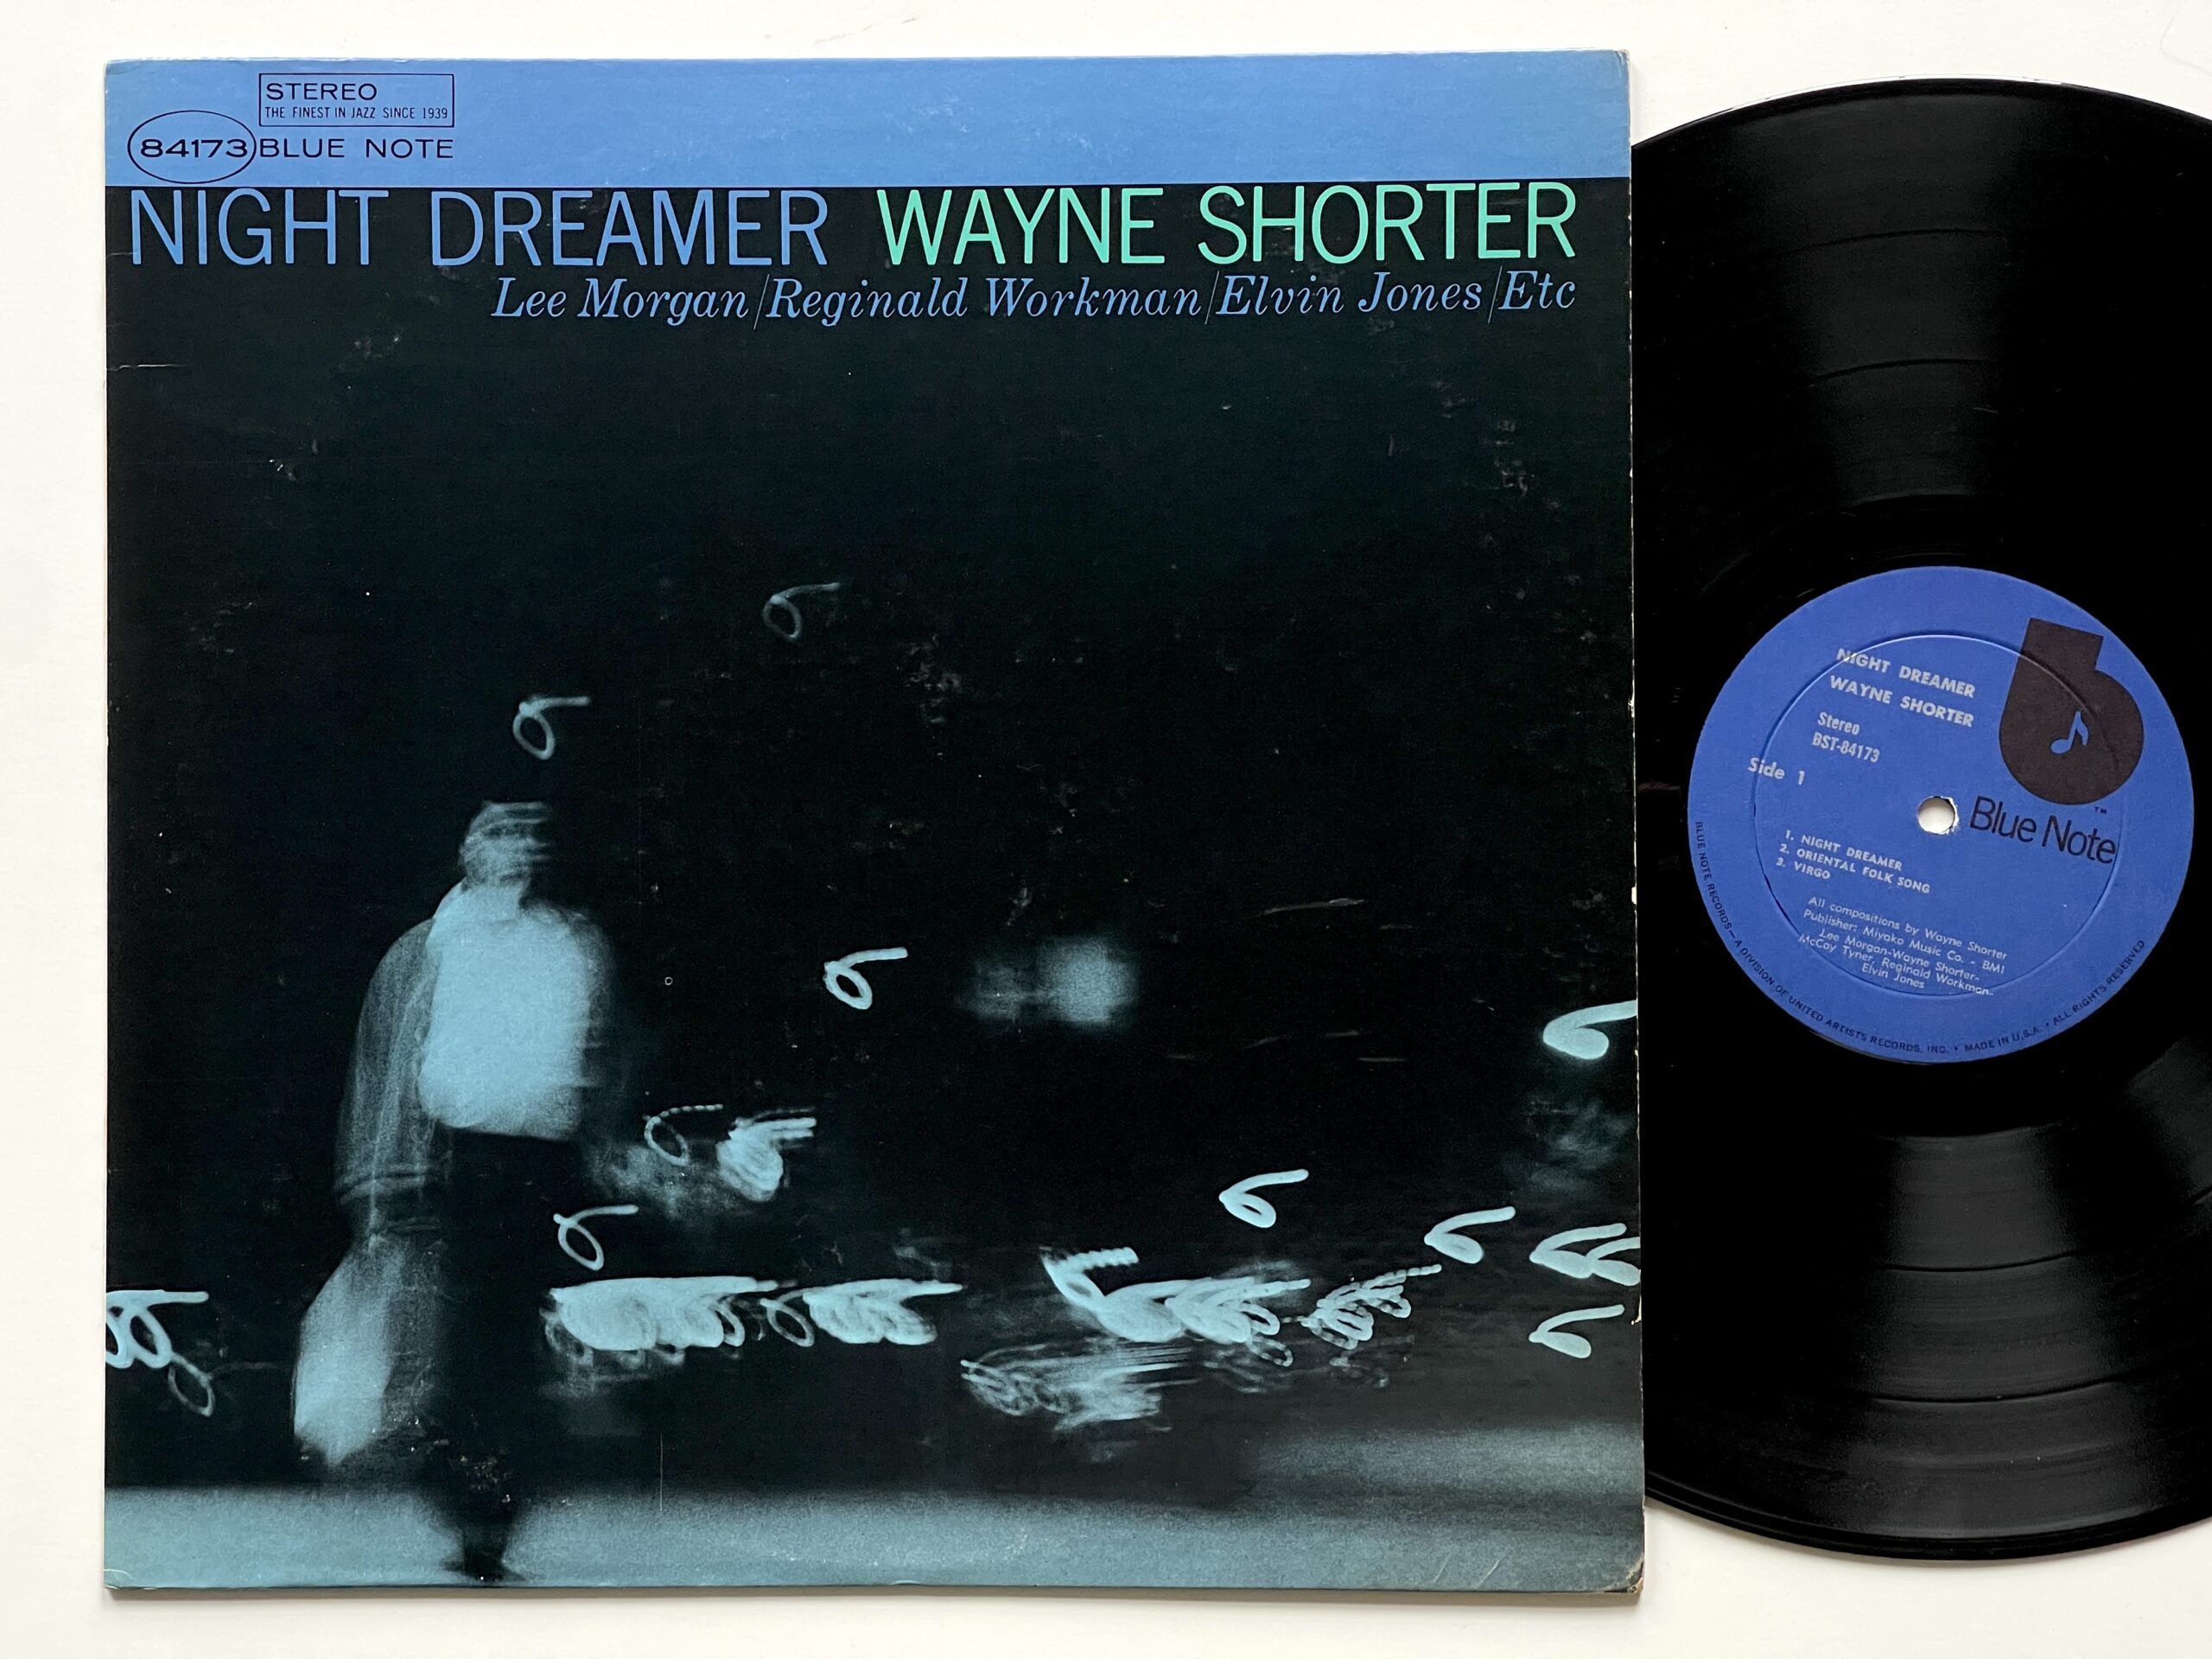 STEREO
THE FINEST IN JAZZ SINCE 1939
84173 BLUE NOTE
NIGHT DREAMER WAYNE SHORTER
Lee Morgan/Reginald Workman/Elvin Jones/Etc
NIGHT DREAMER
WAYNE SHORTER
Stereo
BST-84173
Side 1
TM
Blue Note
1. NIGHT DREAMER
2. ORIENTAL FOLK SONG
3. VIRGO
All compositions by Wayne Shorter
Publisher: Miyako Music Co. - BMI
Lee Morgan-Wayne Shorter-
McCoy Tyner, Reginald Workman-
Elvin Jones
BLUE NOTE RECORDS—A DIVISION OF UNITED ARTISTS RECORDS, INC. • MADE IN U.S.A. • ALL RIGHTS RESERVED